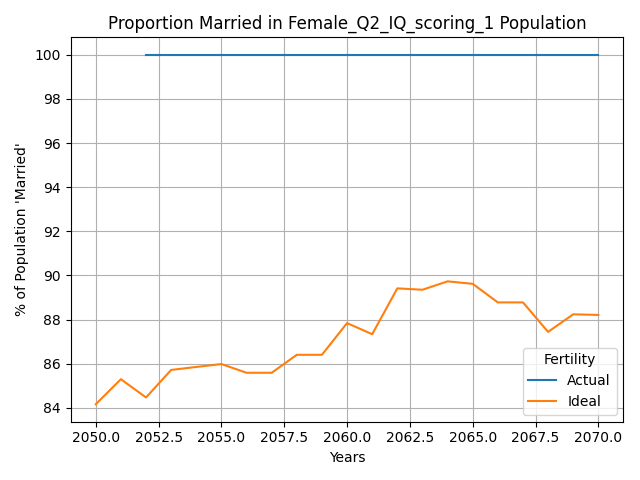 Proportion Married in Female_Q2_IQ_scoring_1 Population
% of Population 'Married'
100
98
96
94
92
90
88
86
84
Fertility
Actual
Ideal
2050.0 2052.5 2055.0 2057.5 2060.0 2062.5 2065.0 2067.5 2070.0
Years